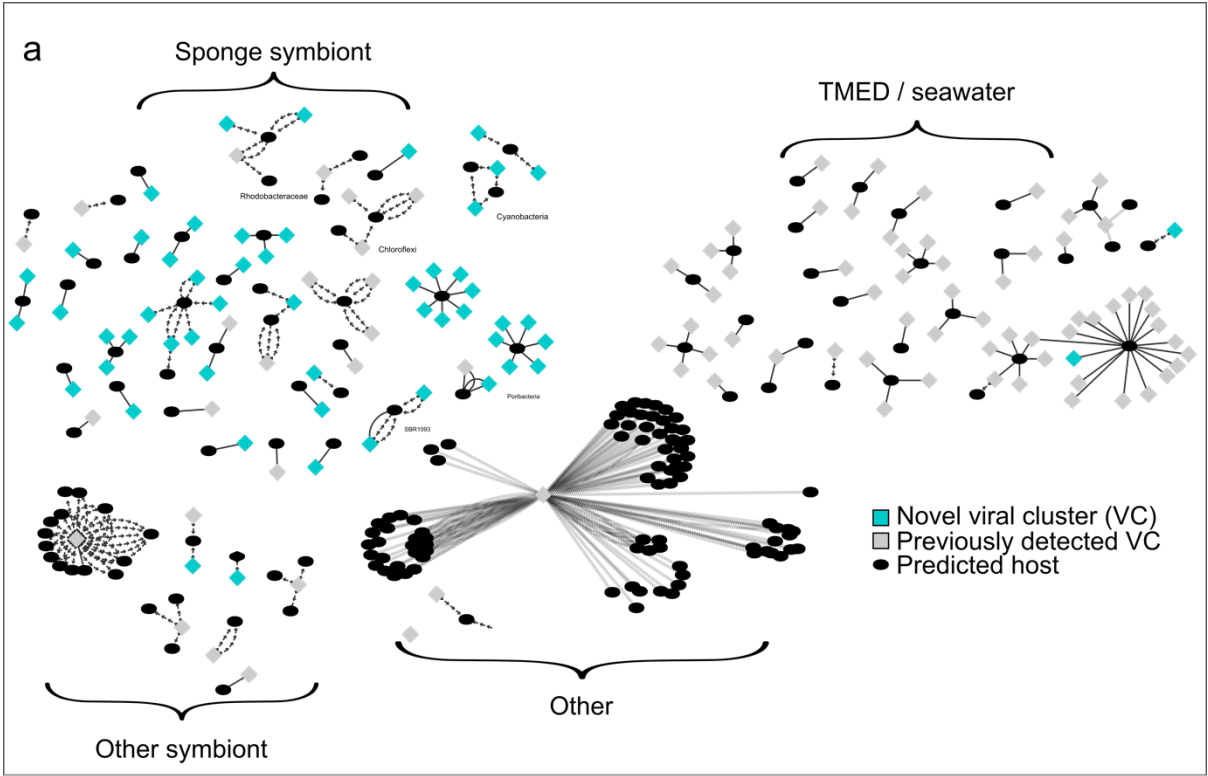 a
Sponge symbiont
TMED / seawater
Rhodobacteraceae
Cyanobacteria
Chloroflexi
Poribacteria
SBR1093
Novel viral cluster (VC)
Previously detected VC
Predicted host
Other
Other symbiont